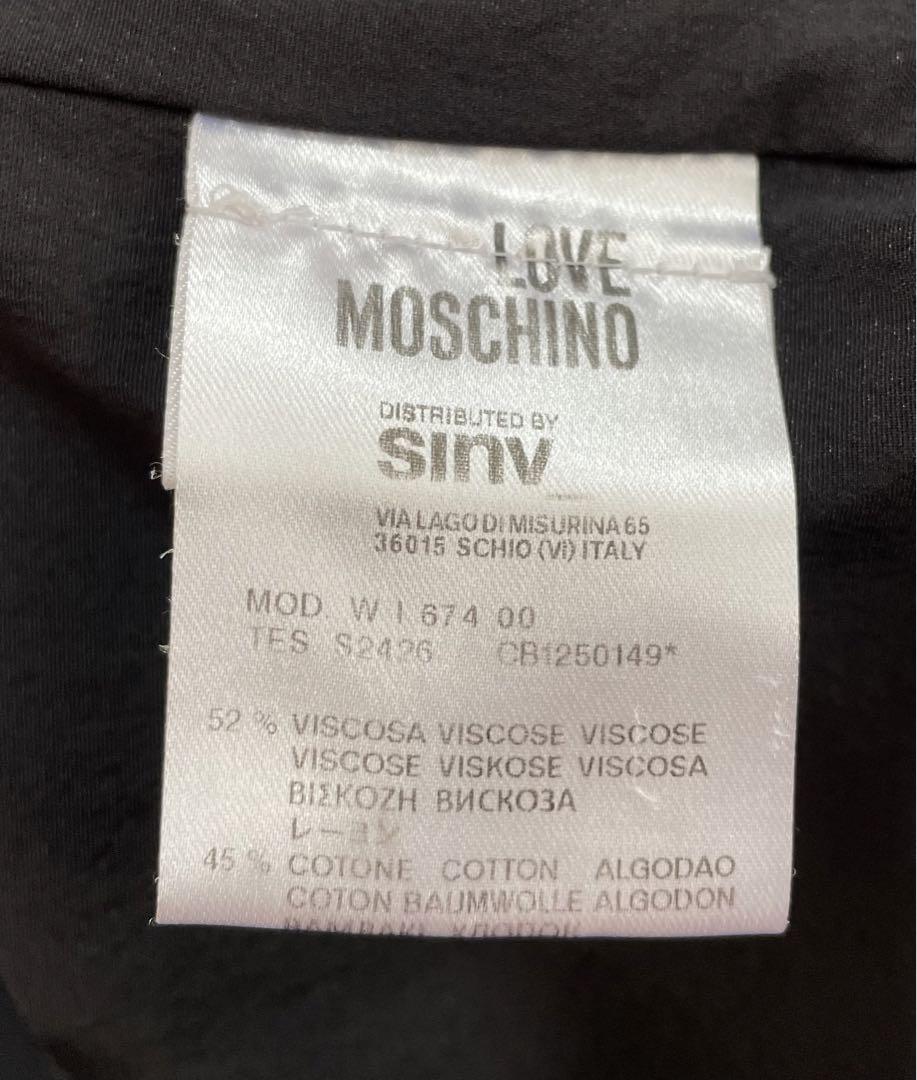 LOVE
MOSCHINO
DISTRIBUTED BY
sinv
VIA LAGO DI MISURINA 65
36015 SCHIO (VI) ITALY
MOD. W I 674 00
TES S2426 CB1250149*
52 % VISCOSA VISCOSE VISCOSE
VISCOSE VISKOSE VISCOSA
ΒΙΣΚΟΖΗ ВИСКОЗА
レーヨン
45 % COTONE COTTON ALGODAO
COTON BAUMWOLLE ALGODON
ΒΑΜΒΑΚΙ ХЛОПОК